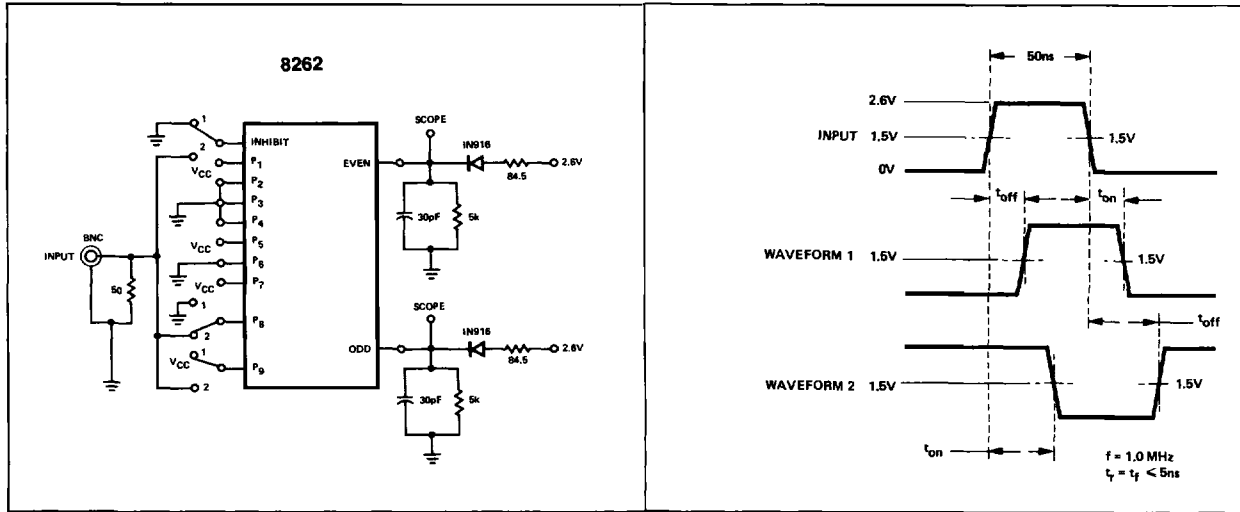 8262
1
2
INHIBIT
P1
VCC
P2
P3
P4
VCC
P5
P6
VCC
P7
1
P8
2
VCC
1
P9
2
BNC
INPUT
50
EVEN
SCOPE
IN916
84.5
2.6V
30pF
5k
ODD
SCOPE
IN916
84.5
2.6V
30pF
5k
50ns
2.6V
INPUT 1.5V
1.5V
0V
toff
ton
WAVEFORM 1 1.5V
1.5V
toff
WAVEFORM 2 1.5V
1.5V
ton
f = 1.0 MHz
tr = tf ≤ 5ns